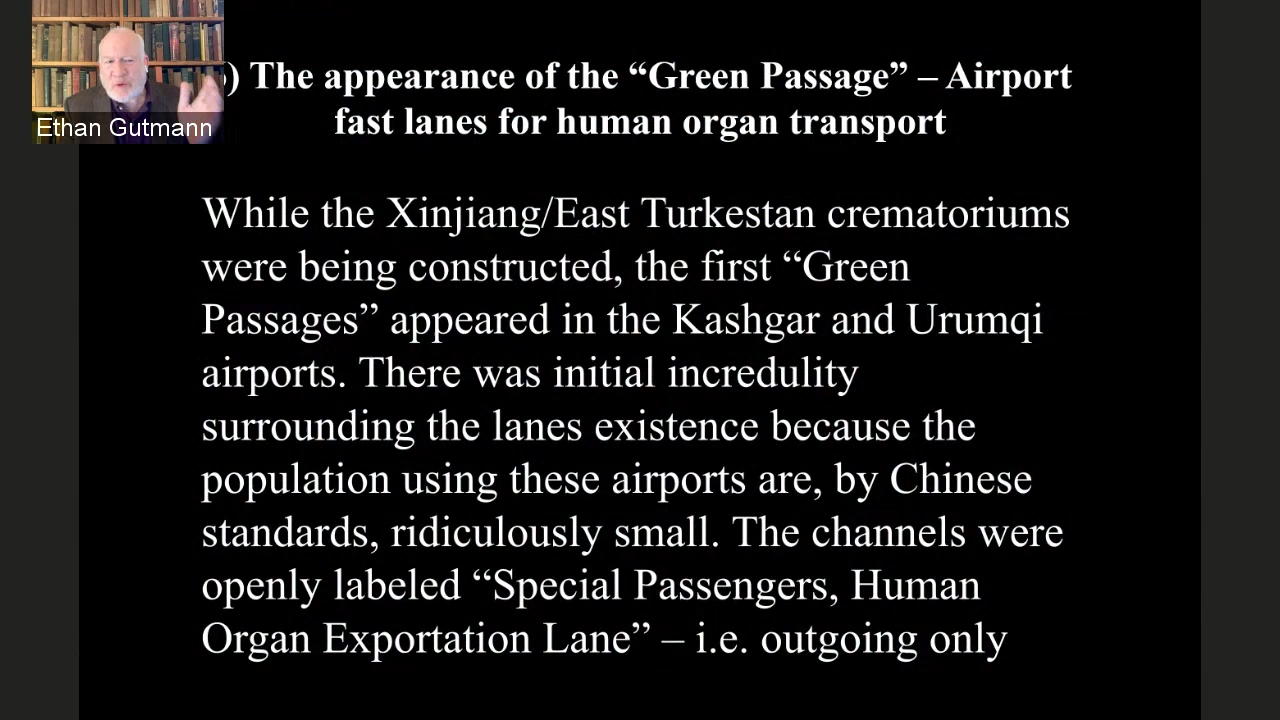 Ethan Gutmann
) The appearance of the “Green Passage” – Airport
fast lanes for human organ transport
While the Xinjiang/East Turkestan crematoriums
were being constructed, the first “Green
Passages” appeared in the Kashgar and Urumqi
airports. There was initial incredulity
surrounding the lanes existence because the
population using these airports are, by Chinese
standards, ridiculously small. The channels were
openly labeled “Special Passengers, Human
Organ Exportation Lane” – i.e. outgoing only